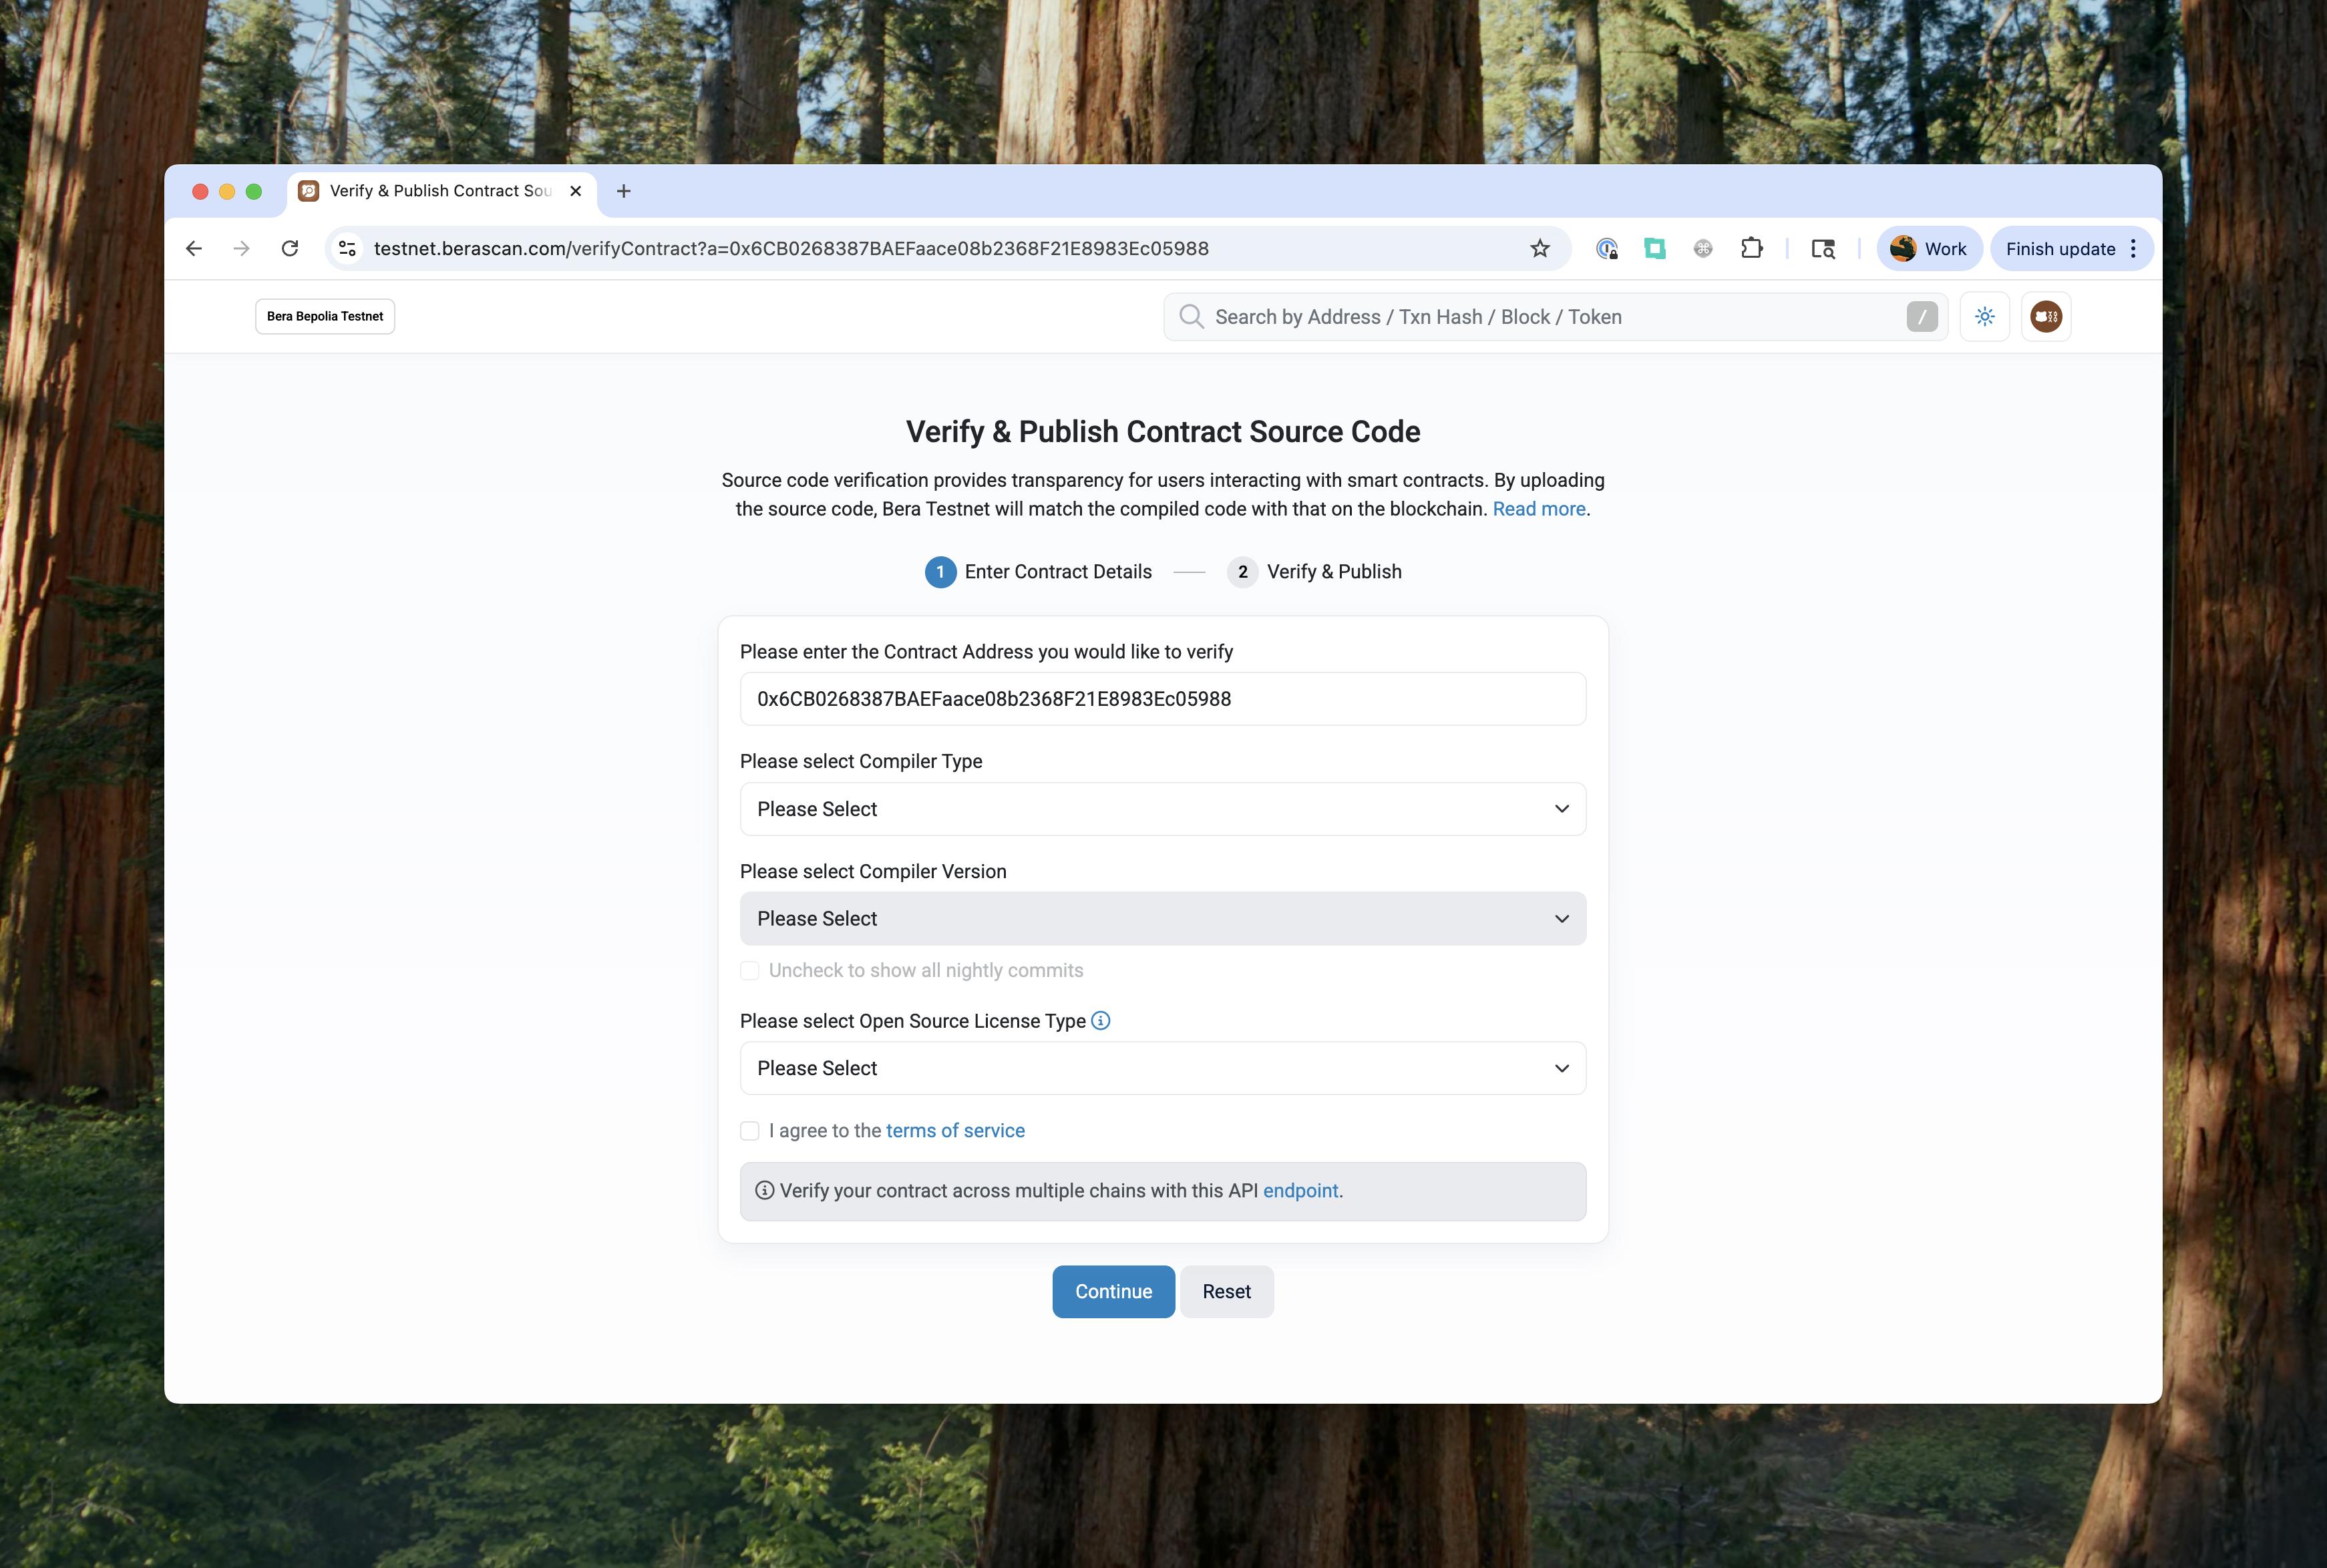 Verify & Publish Contract Sou
testnet.berascan.com/verifyContract?a=0x6CB0268387BAEFaace08b2368F21E8983Ec05988
Work
Finish update
Bera Bepolia Testnet
Search by Address / Txn Hash / Block / Token
/
Verify & Publish Contract Source Code
Source code verification provides transparency for users interacting with smart contracts. By uploading
the source code, Bera Testnet will match the compiled code with that on the blockchain. Read more.
1 Enter Contract Details
2 Verify & Publish
Please enter the Contract Address you would like to verify
0x6CB0268387BAEFaace08b2368F21E8983Ec05988
Please select Compiler Type
Please Select
Please select Compiler Version
Please Select
Uncheck to show all nightly commits
Please select Open Source License Type
Please Select
I agree to the terms of service
Verify your contract across multiple chains with this API endpoint.
Continue
Reset